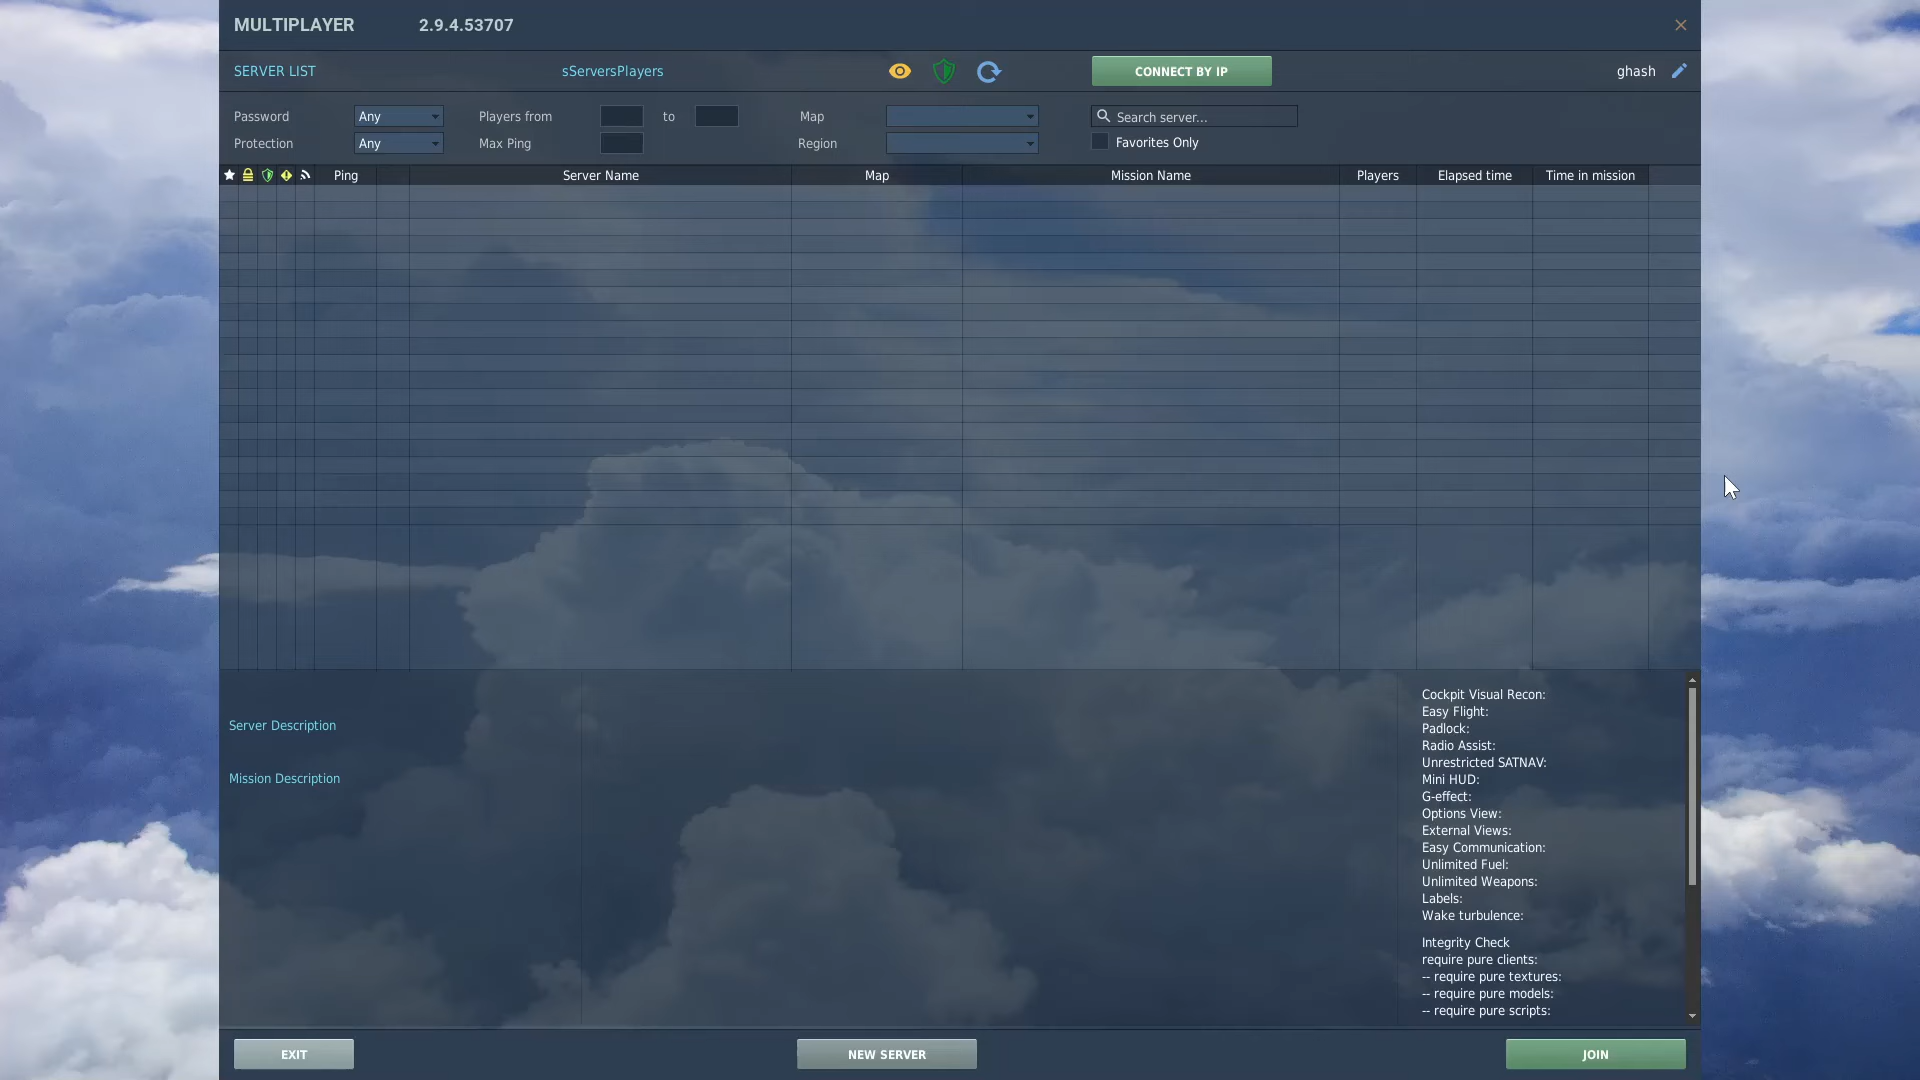 MULTIPLAYER 2.9.4.53707
SERVER LIST sServersPlayers CONNECT BY IP ghash
Password Any Players from to Map Search server...
Protection Any Max Ping Region Favorites Only
Ping Server Name Map Mission Name Players Elapsed time Time in mission
Server Description
Mission Description
Cockpit Visual Recon:
Easy Flight:
Padlock:
Radio Assist:
Unrestricted SATNAV:
Mini HUD:
G-effect:
Options View:
External Views:
Easy Communication:
Unlimited Fuel:
Unlimited Weapons:
Labels:
Wake turbulence:
Integrity Check
require pure clients:
-- require pure textures:
-- require pure models:
-- require pure scripts:
EXIT NEW SERVER JOIN